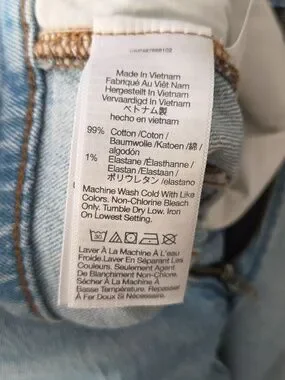 Made In Vietnam
Fabriqué Au Viêt Nam
Hergestellt In Vietnam
Vervaardigd In Vietnam
ベトナム製
hecho en vietnam
99% Cotton /Coton /
Baumwolle /Katoen /綿 /
algodón
1% Elastane /Élasthanne /
Elastan /Elastaan /
ポリウレタン /elastano
Machine Wash Cold With Like
Colors. Non-Chlorine Bleach
Only. Tumble Dry Low. Iron
On Lowest Setting.
Laver À La Machine À L'eau
Froide.Laver En Séparant Les
Couleurs. Seulement Agent
De Blanchiment Non-Chlore.
Sécher À La Machine À
Basse Température. Repasser
À Fer Doux Si Nécessaire.